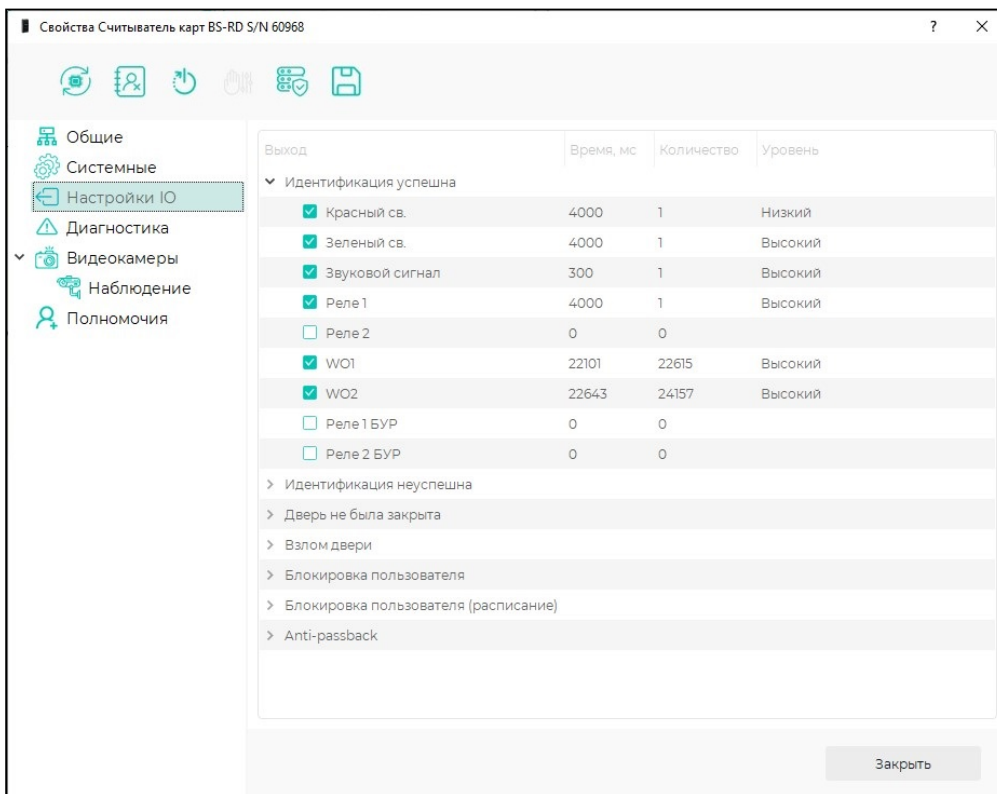 Свойства Считыватель карт BS-RD S/N 60968
?
Общие
Системные
Настройки IO
Диагностика
Видеокамеры
Наблюдение
Полномочия
Выход Время, мс Количество Уровень
Идентификация успешна
Красный св. 4000 1 Низкий
Зеленый св. 4000 1 Высокий
Звуковой сигнал 300 1 Высокий
Реле 1 4000 1 Высокий
Реле 2 0 0
WO1 22101 22615 Высокий
WO2 22643 24157 Высокий
Реле 1 БУР 0 0
Реле 2 БУР 0 0
Идентификация неуспешна
Дверь не была закрыта
Взлом двери
Блокировка пользователя
Блокировка пользователя (расписание)
Anti-passback
Закрыть